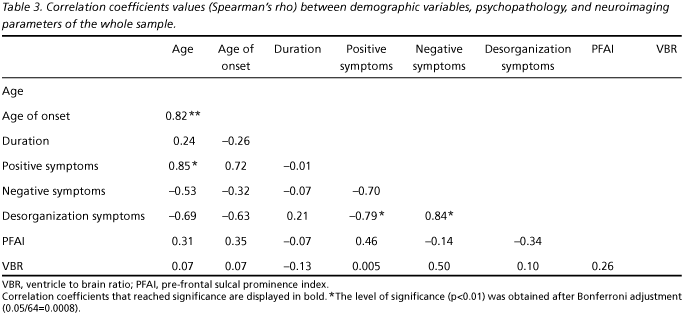 Table 3. Correlation coefficients values (Spearman's rho) between demographic variables, psychopathology, and neuroimaging
parameters of the whole sample.
Age Age of onset Duration Positive symptoms Negative symptoms Desorganization symptoms PFAI VBR
Age
Age of onset 0.82**
Duration 0.24 –0.26
Positive symptoms 0.85* 0.72 –0.01
Negative symptoms –0.53 –0.32 –0.07 –0.70
Desorganization symptoms –0.69 –0.63 0.21 –0.79* 0.84*
PFAI 0.31 0.35 –0.07 0.46 –0.14 –0.34
VBR 0.07 0.07 –0.13 0.005 0.50 0.10 0.26
VBR, ventricle to brain ratio; PFAI, pre-frontal sulcal prominence index.
Correlation coefficients that reached significance are displayed in bold. *The level of significance (p<0.01) was obtained after Bonferroni adjustment
(0.05/64=0.0008).